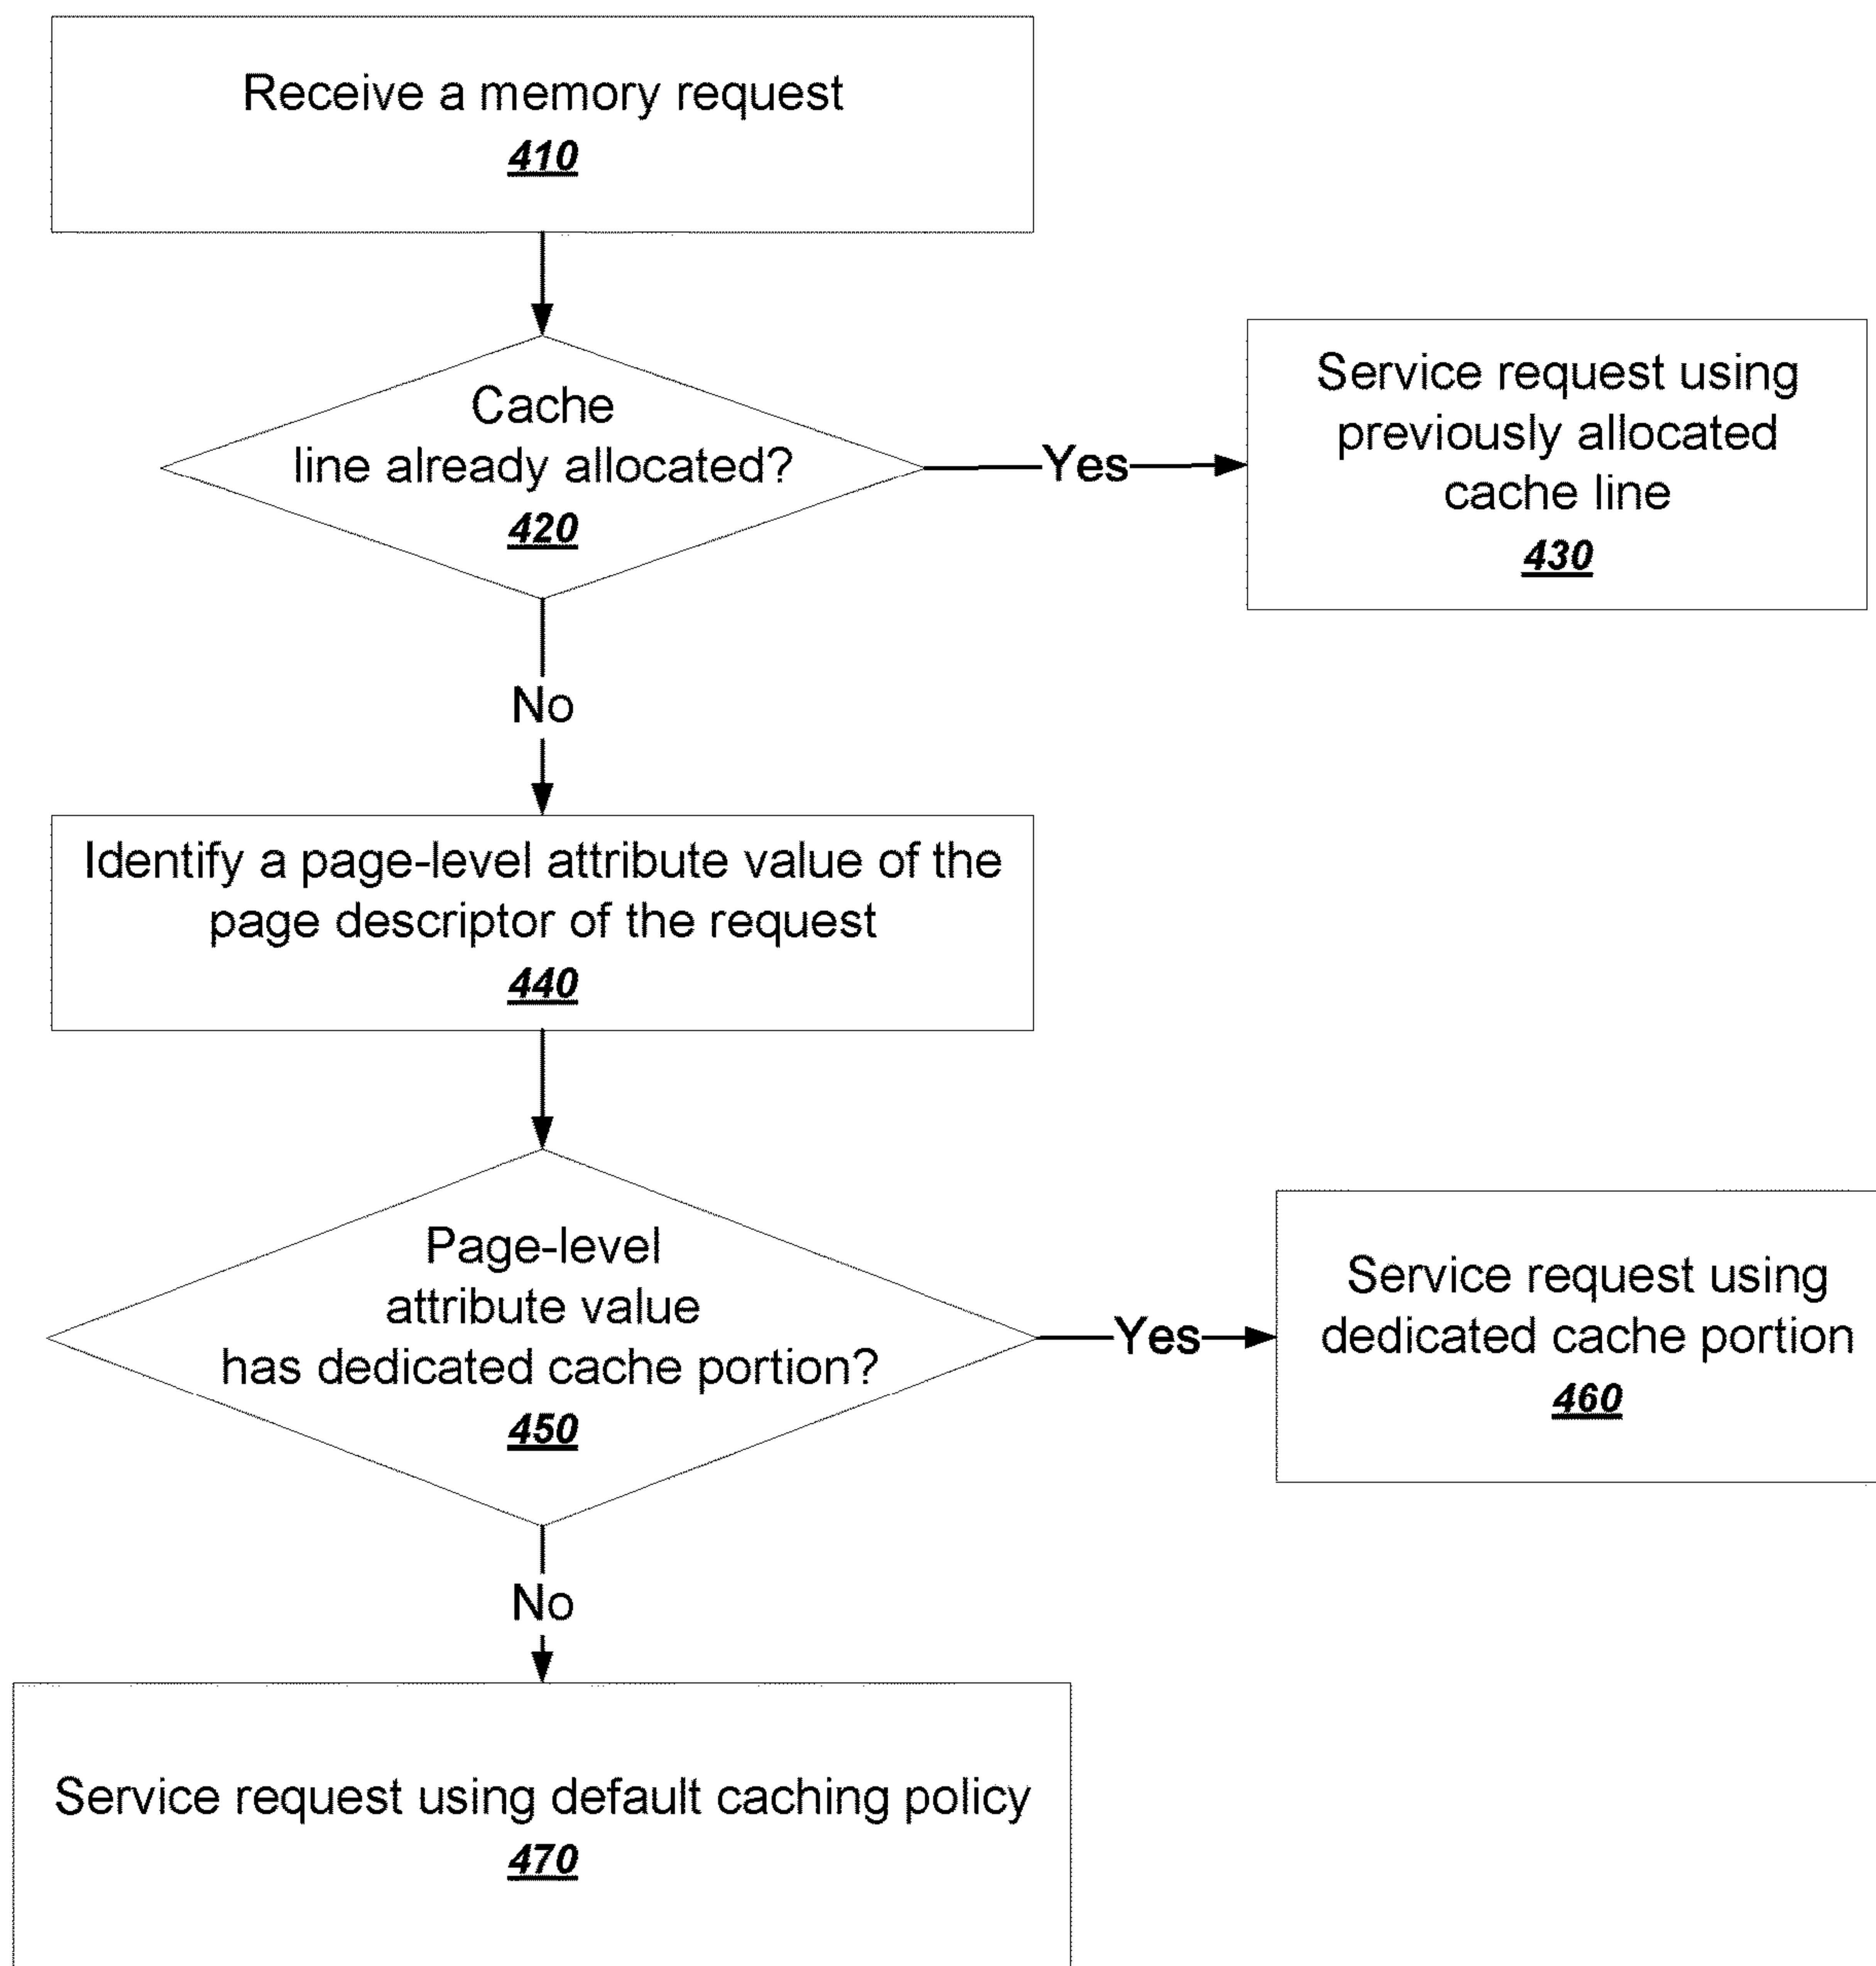 Receive a memory request
410
Cache
line already allocated?
420
Yes
Service request using
previously allocated
cache line
430
No
Identify a page-level attribute value of the
page descriptor of the request
440
Page-level
attribute value
has dedicated cache portion?
450
Yes
Service request using
dedicated cache portion
460
No
Service request using default caching policy
470